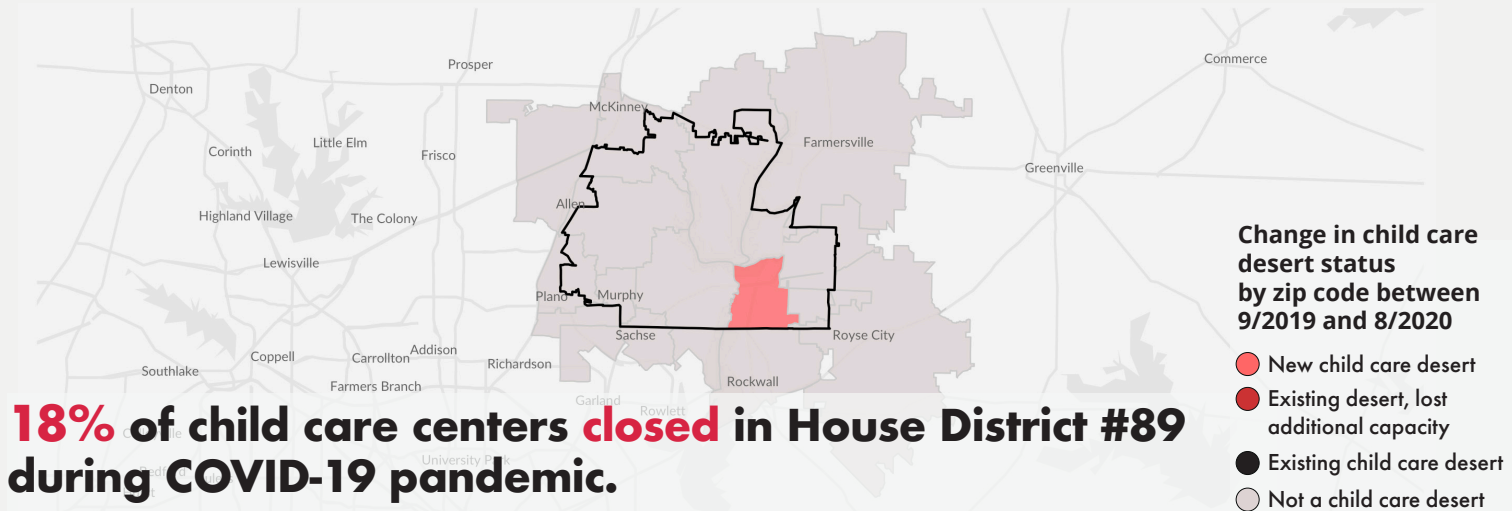 Prosper
Commerce
Denton
McKinney
Little Elm
Farmersville
Corinth
Frisco
Greenville
Allen
Highland Village
The Colony
Change in child care
desert status
by zip code between
9/2019 and 8/2020
Lewisville
Plano
Murphy
Sachse
Royse City
Coppell
Carrollton
Addison
Richardson
Southlake
Farmers Branch
Rockwall
New child care desert
Existing desert, lost
additional capacity
Existing child care desert
Not a child care desert
Garland
Rowlett
18% of child care centers closed in House District #89
during COVID-19 pandemic.
University Park